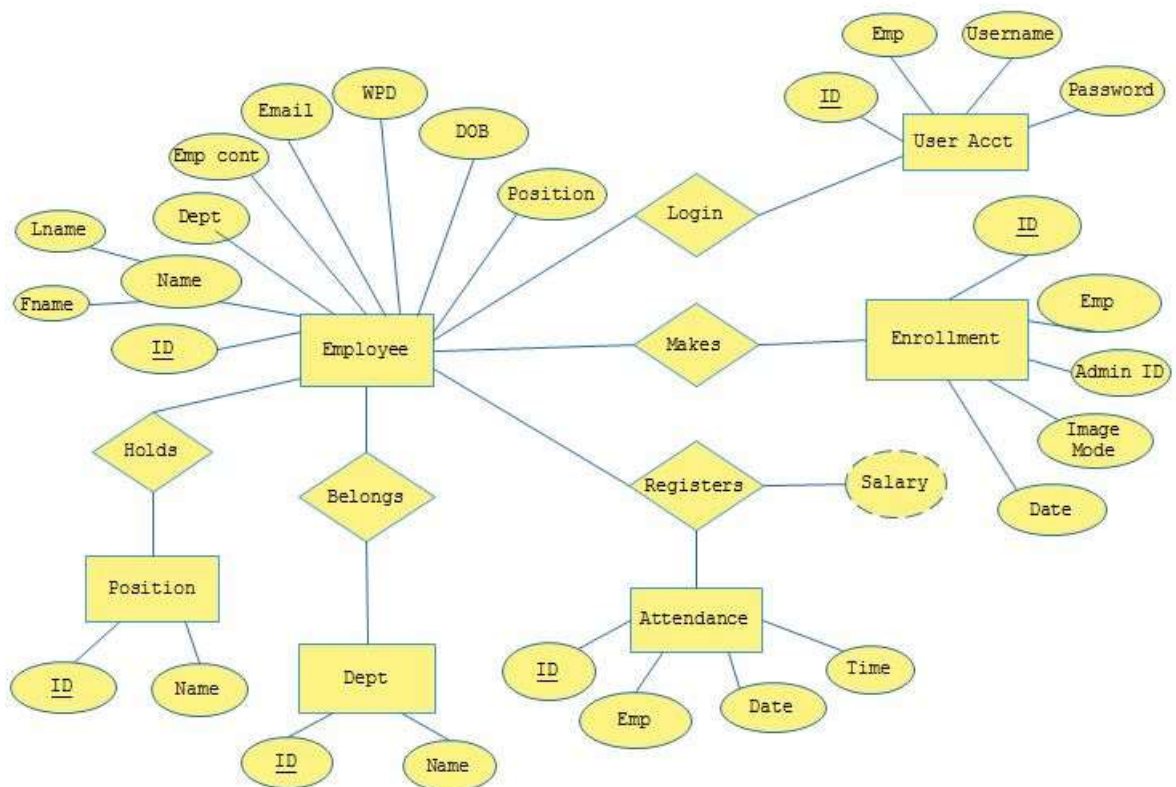 Emp
Username
WPD
Email
ID
Password
DOB
User Acct
Emp cont
Position
Dept
Login
Lname
ID
Name
Fname
Emp
ID
Employee
Makes
Enrollment
Admin ID
Holds
Image
Mode
Belongs
Registers
Salary
Date
Position
Attendance
ID
Time
Dept
ID
Name
Emp
Date
ID
Name